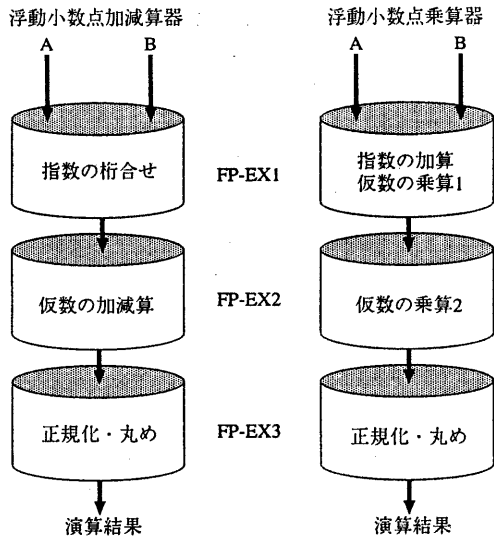 浮動小数点加減算器
A
B
指数の桁合せ
仮数の加減算
正規化・丸め
演算結果
FP-EX1
FP-EX2
FP-EX3
浮動小数点乗算器
A
B
指数の加算
仮数の乗算1
仮数の乗算2
正規化・丸め
演算結果